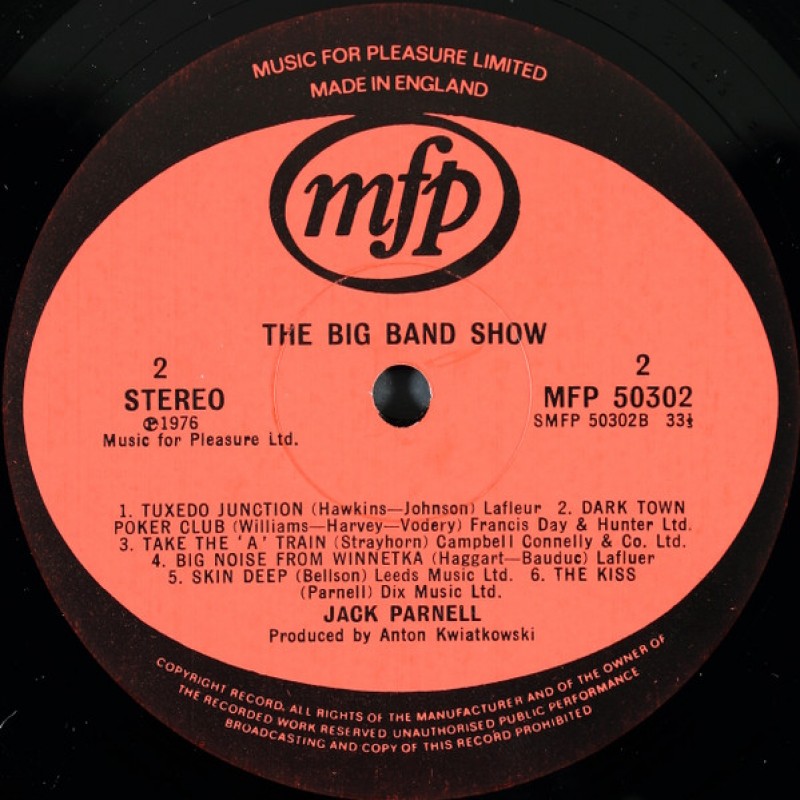 MUSIC FOR PLEASURE LIMITED
MADE IN ENGLAND
mfp
THE BIG BAND SHOW
2
STEREO
℗1976
Music for Pleasure Ltd.
2
MFP 50302
SMFP 50302B 33⅓
1. TUXEDO JUNCTION (Hawkins—Johnson) Lafleur 2. DARK TOWN
POKER CLUB (Williams—Harvey—Vodery) Francis Day & Hunter Ltd.
3. TAKE THE 'A' TRAIN (Strayhorn) Campbell Connelly & Co. Ltd.
4. BIG NOISE FROM WINNETKA (Haggart—Bauduc) Lafluer
5. SKIN DEEP (Bellson) Leeds Music Ltd. 6. THE KISS
(Parnell) Dix Music Ltd.
JACK PARNELL
Produced by Anton Kwiatkowski
COPYRIGHT RECORD. ALL RIGHTS OF THE MANUFACTURER AND OF THE OWNER OF
THE RECORDED WORK RESERVED UNAUTHORISED PUBLIC PERFORMANCE
BROADCASTING AND COPY OF THIS RECORD PROHIBITED